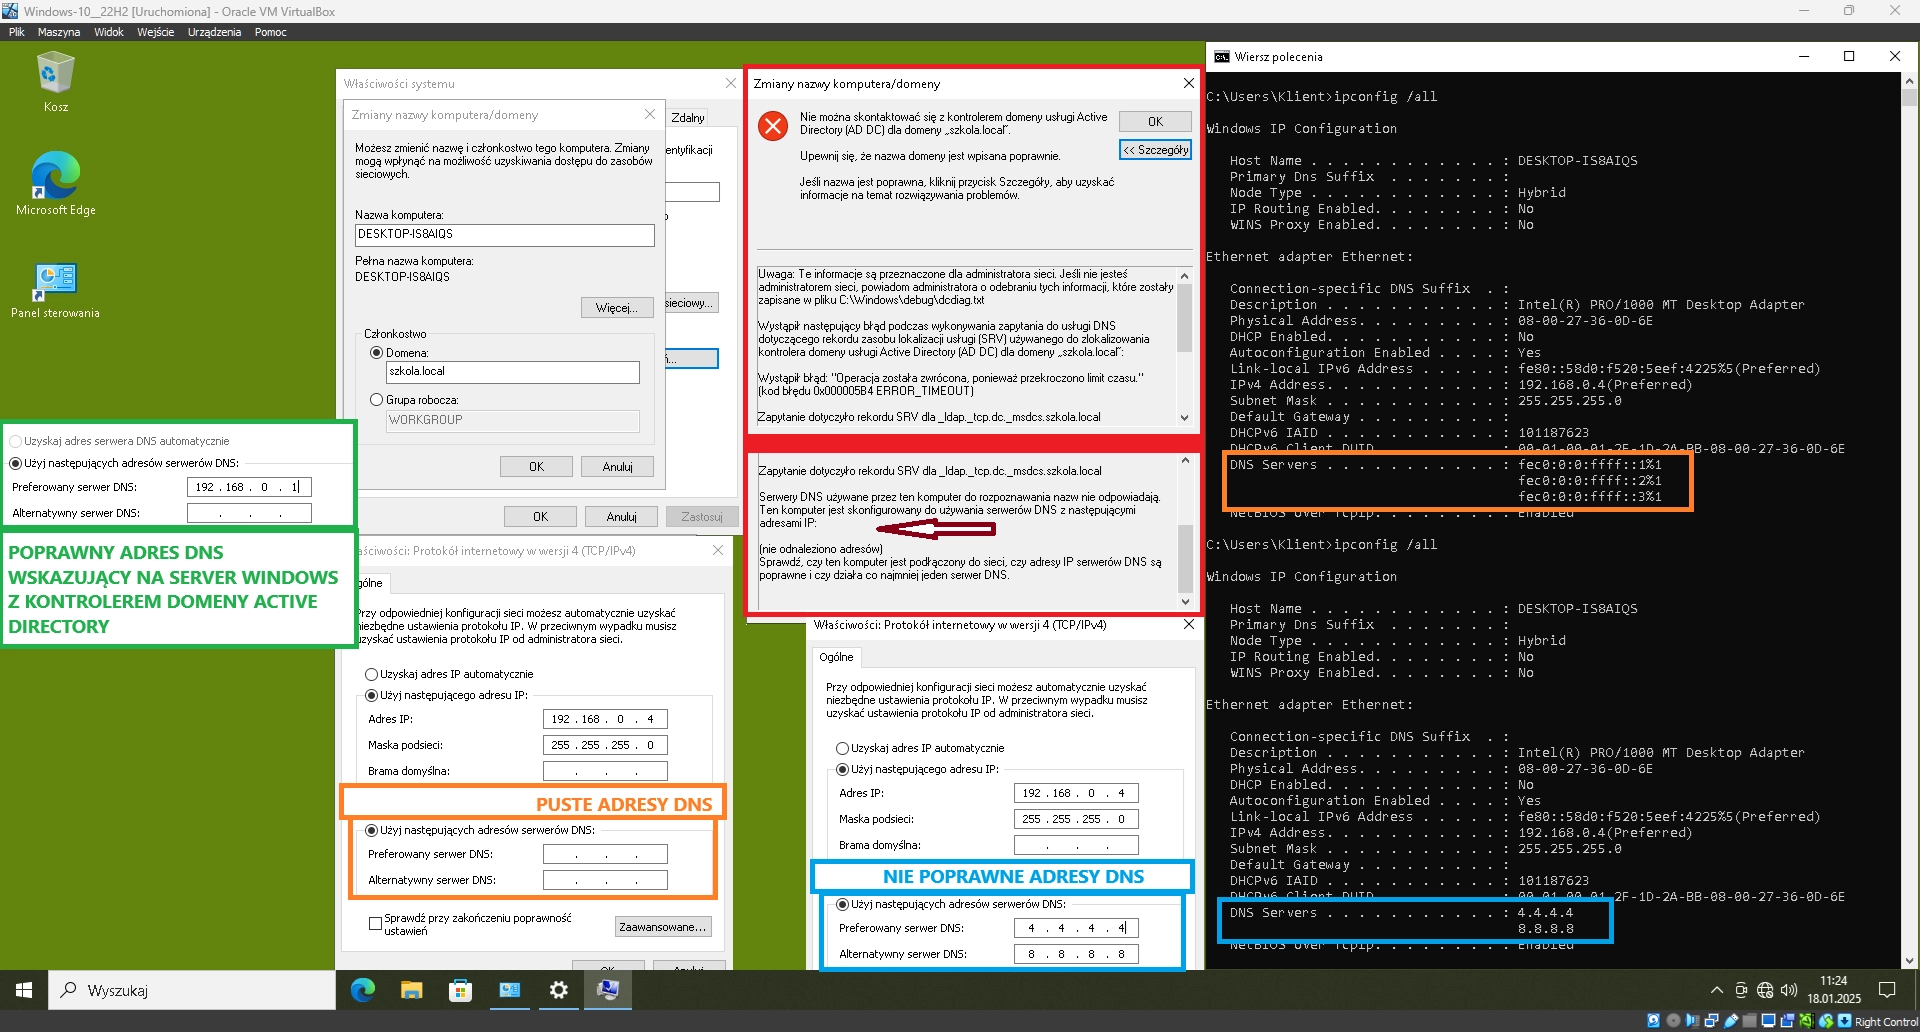 Windows-10__22H2 [Uruchomiona] - Oracle VM VirtualBox
Plik Maszyna Widok Wejście Urządzenia Pomoc
Kosz
Microsoft Edge
Panel sterowania
Właściwości systemu
Zdalny
entyfikacji
sieciowy...
Zmiany nazwy komputera/domeny
Możesz zmienić nazwę i członkostwo tego komputera. Zmiany
mogą wpłynąć na możliwość uzyskiwania dostępu do zasobów
sieciowych.
Nazwa komputera:
DESKTOP-IS8AIQS
Pełna nazwa komputera:
DESKTOP-IS8AIQS
Więcej...
Członkostwo
Domena:
szkola.local
Grupa robocza:
WORKGROUP
OK Anuluj
OK Anuluj Zastosuj
Uzyskaj adres serwera DNS automatycznie
Użyj następujących adresów serwerów DNS:
Preferowany serwer DNS: 192 . 168 . 0 . 1
Alternatywny serwer DNS: . . .
POPRAWNY ADRES DNS
WSKAZUJĄCY NA SERVER WINDOWS
Z KONTROLEREM DOMENY ACTIVE
DIRECTORY
Zmiany nazwy komputera/domeny
Nie można skontaktować się z kontrolerem domeny usługi Active
Directory (AD DC) dla domeny „szkola.local”.
Upewnij się, że nazwa domeny jest wpisana poprawnie.
Jeśli nazwa jest poprawna, kliknij przycisk Szczegóły, aby uzyskać
informacje na temat rozwiązywania problemów.
OK
<< Szczegóły
Uwaga: Te informacje są przeznaczone dla administratora sieci. Jeśli nie jesteś
administratorem sieci, powiadom administratora o odebraniu tych informacji, które zostały
zapisane w pliku C:\Windows\debug\dcdiag.txt
Wystąpił następujący błąd podczas wykonywania zapytania do usługi DNS
dotyczącego rekordu zasobu lokalizacji usługi (SRV) używanego do zlokalizowania
kontrolera domeny usługi Active Directory (AD DC) dla domeny „szkola.local”:
Wystąpił błąd: "Operacja została zwrócona, ponieważ przekroczono limit czasu."
(kod błędu 0x000005B4 ERROR_TIMEOUT)
Zapytanie dotyczyło rekordu SRV dla _ldap._tcp.dc._msdcs.szkola.local
Zapytanie dotyczyło rekordu SRV dla _ldap._tcp.dc._msdcs.szkola.local
Serwery DNS używane przez ten komputer do rozpoznawania nazw nie odpowiadają.
Ten komputer jest skonfigurowany do używania serwerów DNS z następującymi
adresami IP:
(nie odnaleziono adresów)
Sprawdź, czy ten komputer jest podłączony do sieci, czy adresy IP serwerów DNS są
poprawne i czy działa co najmniej jeden serwer DNS.
aściwości: Protokół internetowy w wersji 4 (TCP/IPv4)
gólne
Przy odpowiedniej konfiguracji sieci możesz automatycznie uzyskać
niezbędne ustawienia protokołu IP. W przeciwnym wypadku musisz
uzyskać ustawienia protokołu IP od administratora sieci.
Uzyskaj adres IP automatycznie
Użyj następującego adresu IP:
Adres IP: 192 . 168 . 0 . 4
Maska podsieci: 255 . 255 . 255 . 0
Brama domyślna: . . .
PUSTE ADRESY DNS
Użyj następujących adresów serwerów DNS:
Preferowany serwer DNS: . . .
Alternatywny serwer DNS: . . .
Sprawdź przy zakończeniu poprawność
ustawień
Zaawansowane...
OK Anuluj
Właściwości: Protokół internetowy w wersji 4 (TCP/IPv4)
Ogólne
Przy odpowiedniej konfiguracji sieci możesz automatycznie uzyskać
niezbędne ustawienia protokołu IP. W przeciwnym wypadku musisz
uzyskać ustawienia protokołu IP od administratora sieci.
Uzyskaj adres IP automatycznie
Użyj następującego adresu IP:
Adres IP: 192 . 168 . 0 . 4
Maska podsieci: 255 . 255 . 255 . 0
Brama domyślna: . . .
NIE POPRAWNE ADRESY DNS
Użyj następujących adresów serwerów DNS:
Preferowany serwer DNS: 4 . 4 . 4 . 4
Alternatywny serwer DNS: 8 . 8 . 8 . 8
Wiersz polecenia
C:\Users\Klient>ipconfig /all
Windows IP Configuration
Host Name . . . . . . . . . . . . : DESKTOP-IS8AIQS
Primary Dns Suffix . . . . . . . :
Node Type . . . . . . . . . . . . : Hybrid
IP Routing Enabled. . . . . . . . : No
WINS Proxy Enabled. . . . . . . . : No
Ethernet adapter Ethernet:
Connection-specific DNS Suffix . :
Description . . . . . . . . . . . : Intel(R) PRO/1000 MT Desktop Adapter
Physical Address. . . . . . . . . : 08-00-27-36-0D-6E
DHCP Enabled. . . . . . . . . . . : No
Autoconfiguration Enabled . . . . : Yes
Link-local IPv6 Address . . . . . : fe80::58d0:f520:5eef:4225%5(Preferred)
IPv4 Address. . . . . . . . . . . : 192.168.0.4(Preferred)
Subnet Mask . . . . . . . . . . . : 255.255.255.0
Default Gateway . . . . . . . . . :
DHCPv6 IAID . . . . . . . . . . . : 101187623
DHCPv6 Client DUID. . . . . . . . : 00-01-00-01-2F-1D-2A-BB-08-00-27-36-0D-6E
DNS Servers . . . . . . . . . . . : fec0:0:0:ffff::1%1
fec0:0:0:ffff::2%1
fec0:0:0:ffff::3%1
NetBIOS over Tcpip. . . . . . . . : Enabled
C:\Users\Klient>ipconfig /all
Windows IP Configuration
Host Name . . . . . . . . . . . . : DESKTOP-IS8AIQS
Primary Dns Suffix . . . . . . . :
Node Type . . . . . . . . . . . . : Hybrid
IP Routing Enabled. . . . . . . . : No
WINS Proxy Enabled. . . . . . . . : No
Ethernet adapter Ethernet:
Connection-specific DNS Suffix . :
Description . . . . . . . . . . . : Intel(R) PRO/1000 MT Desktop Adapter
Physical Address. . . . . . . . . : 08-00-27-36-0D-6E
DHCP Enabled. . . . . . . . . . . : No
Autoconfiguration Enabled . . . . : Yes
Link-local IPv6 Address . . . . . : fe80::58d0:f520:5eef:4225%5(Preferred)
IPv4 Address. . . . . . . . . . . : 192.168.0.4(Preferred)
Subnet Mask . . . . . . . . . . . : 255.255.255.0
Default Gateway . . . . . . . . . :
DHCPv6 IAID . . . . . . . . . . . : 101187623
DHCPv6 Client DUID. . . . . . . . : 00-01-00-01-2F-1D-2A-BB-08-00-27-36-0D-6E
DNS Servers . . . . . . . . . . . : 4.4.4.4
8.8.8.8
NetBIOS over Tcpip. . . . . . . . : Enabled
Wyszukaj
11:24
18.01.2025
Right Control